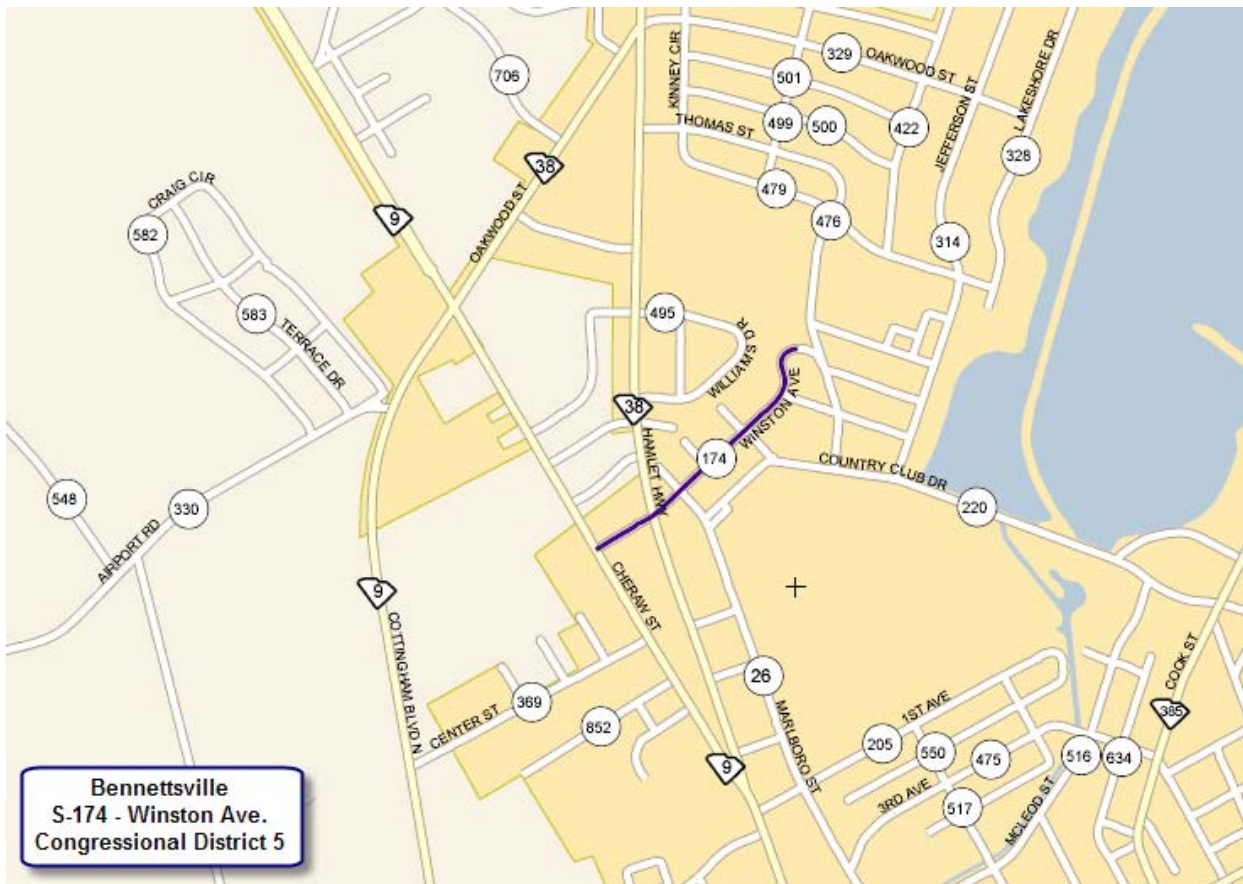 329
OAKWOOD ST
KINNEY CIR
706
501
JEFFERSON ST
LAKESHORE DR
THOMAS ST
499
500
422
328
38
CRAIG CIR
479
OAKWOOD ST
9
476
582
314
583
495
TERRACE DR
WILLIAMS DR
38
WINSTON AVE
HAMLET HWY
174
COUNTRY CLUB DR
548
330
220
AIRPORT RD
9
CHERAW ST
COTTINGHAM BLVD N
26
COOK ST
369
MARLBORO ST
1ST AVE
385
CENTER ST
852
205
550
475
516
634
9
3RD AVE
517
MCLEOD ST
Bennettsville
S-174 - Winston Ave.
Congressional District 5